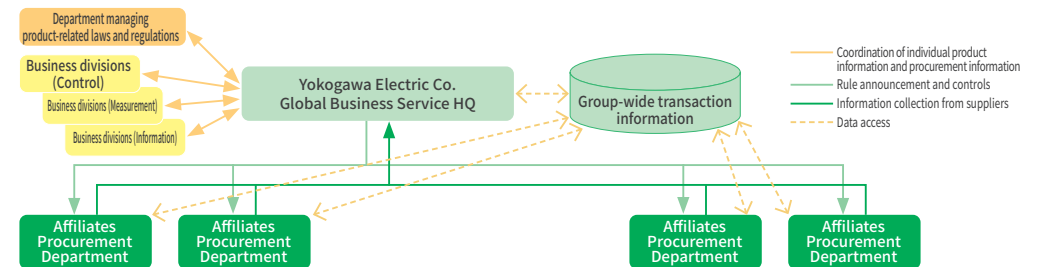 Department managing
product-related laws and regulations
Business divisions
(Control)
Business divisions (Measurement)
Business divisions (Information)
Yokogawa Electric Co.
Global Business Service HQ
Group-wide transaction
information
Coordination of individual product
information and procurement information
Rule announcement and controls
Information collection from suppliers
Data access
Affiliates
Procurement
Department
Affiliates
Procurement
Department
Affiliates
Procurement
Department
Affiliates
Procurement
Department